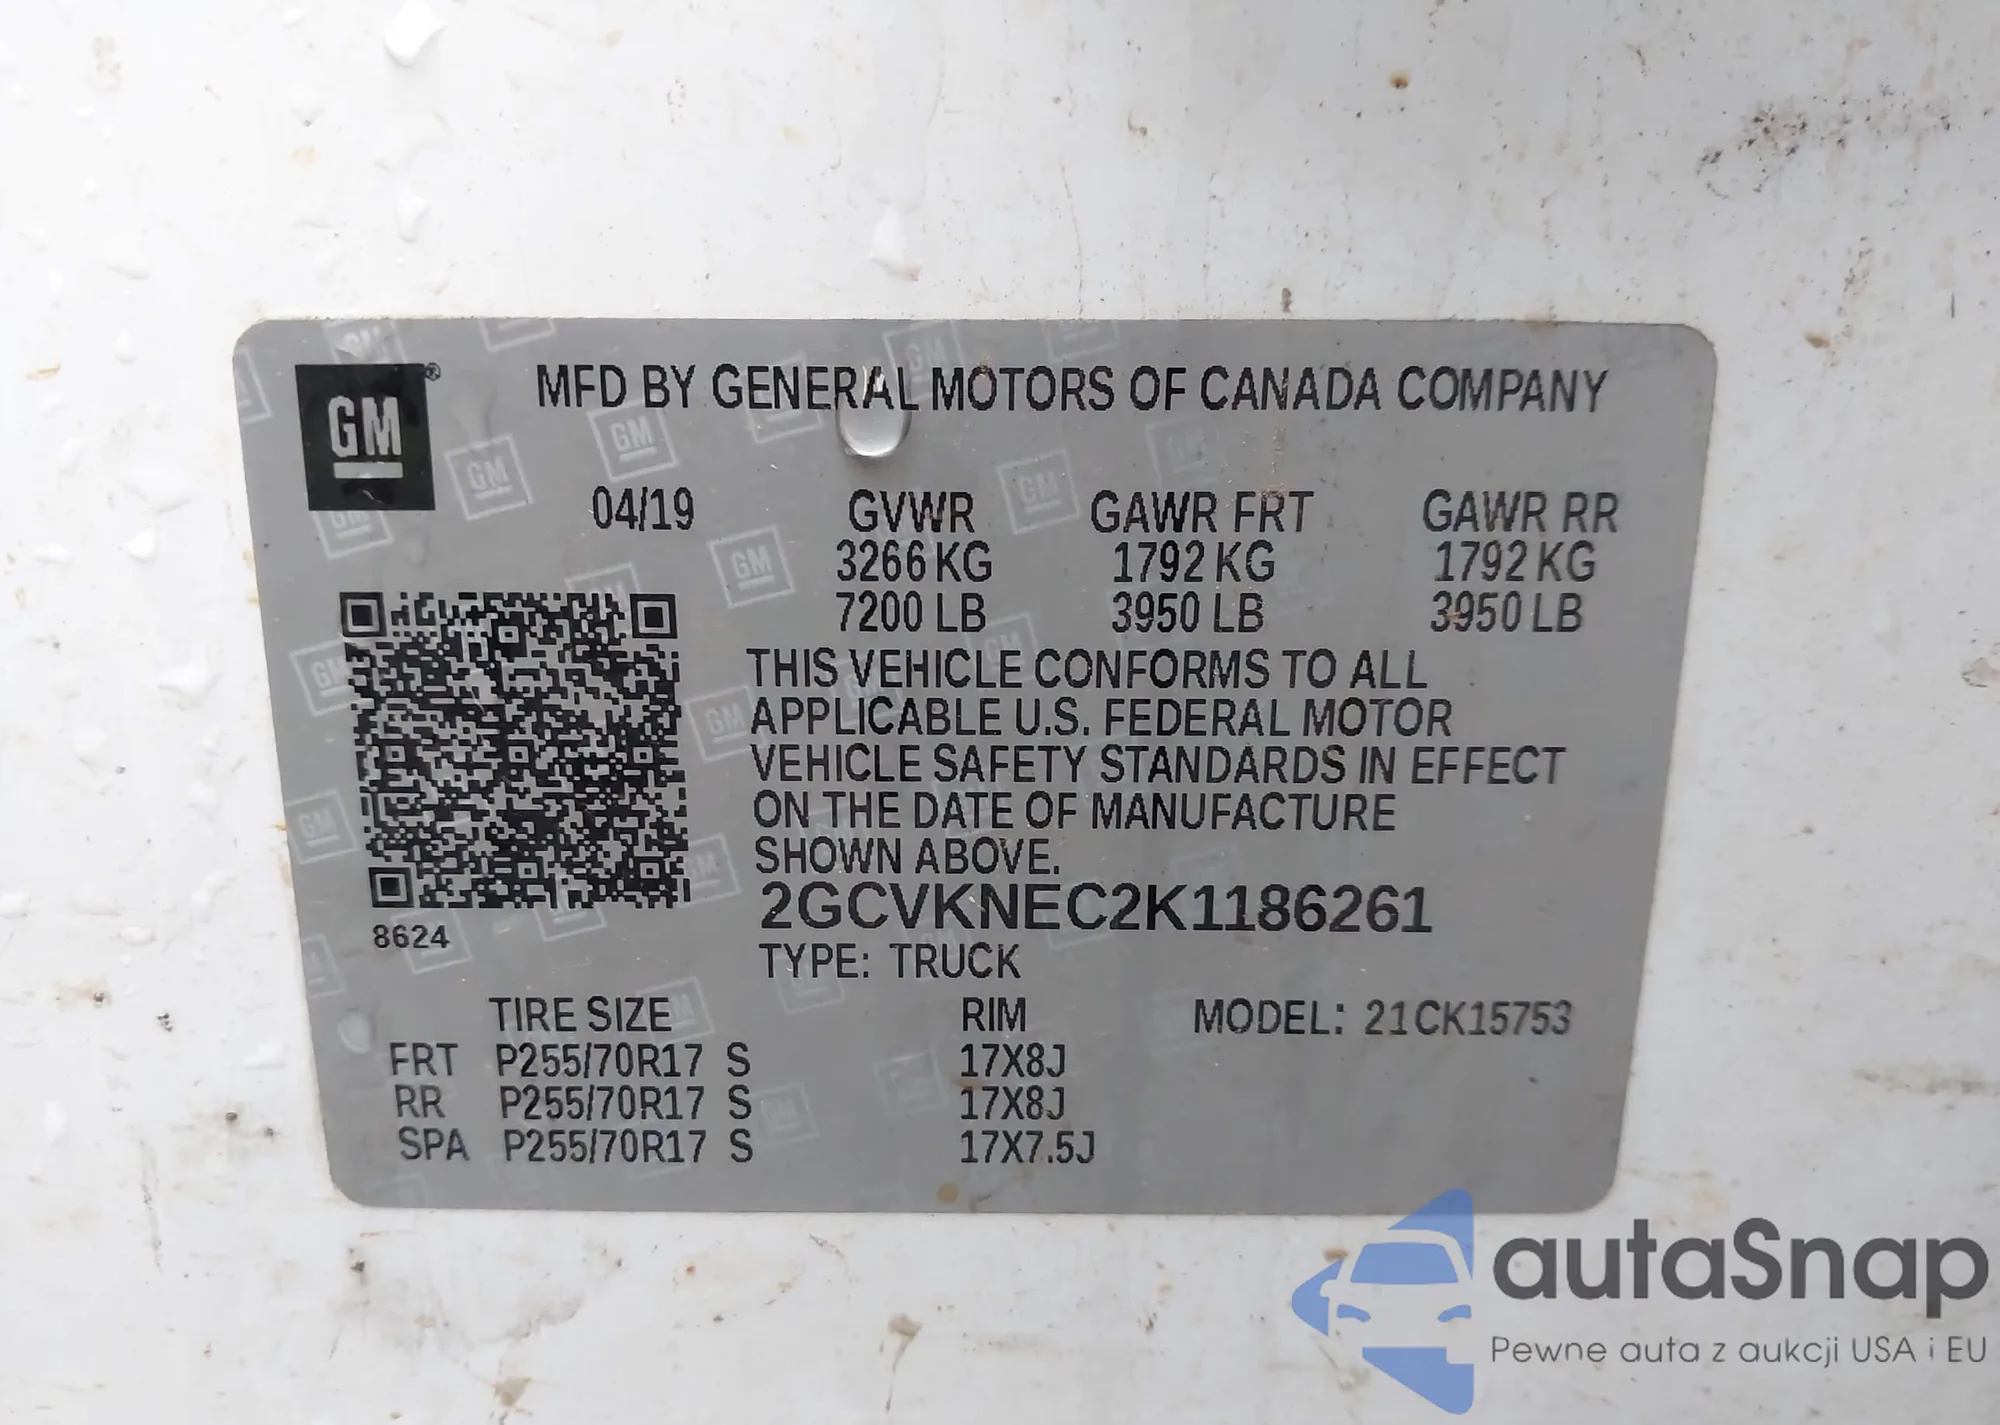 GM®
MFD BY GENERAL MOTORS OF CANADA COMPANY
04/19 GVWR GAWR FRT GAWR RR
3266 KG 1792 KG 1792 KG
7200 LB 3950 LB 3950 LB
THIS VEHICLE CONFORMS TO ALL
APPLICABLE U.S. FEDERAL MOTOR
VEHICLE SAFETY STANDARDS IN EFFECT
ON THE DATE OF MANUFACTURE
SHOWN ABOVE.
2GCVKNEC2K1186261
8624
TYPE: TRUCK
TIRE SIZE RIM MODEL: 21CK15753
FRT P255/70R17 S 17X8J
RR P255/70R17 S 17X8J
SPA P255/70R17 S 17X7.5J
autaSnap
Pewne auta z aukcji USA i EU